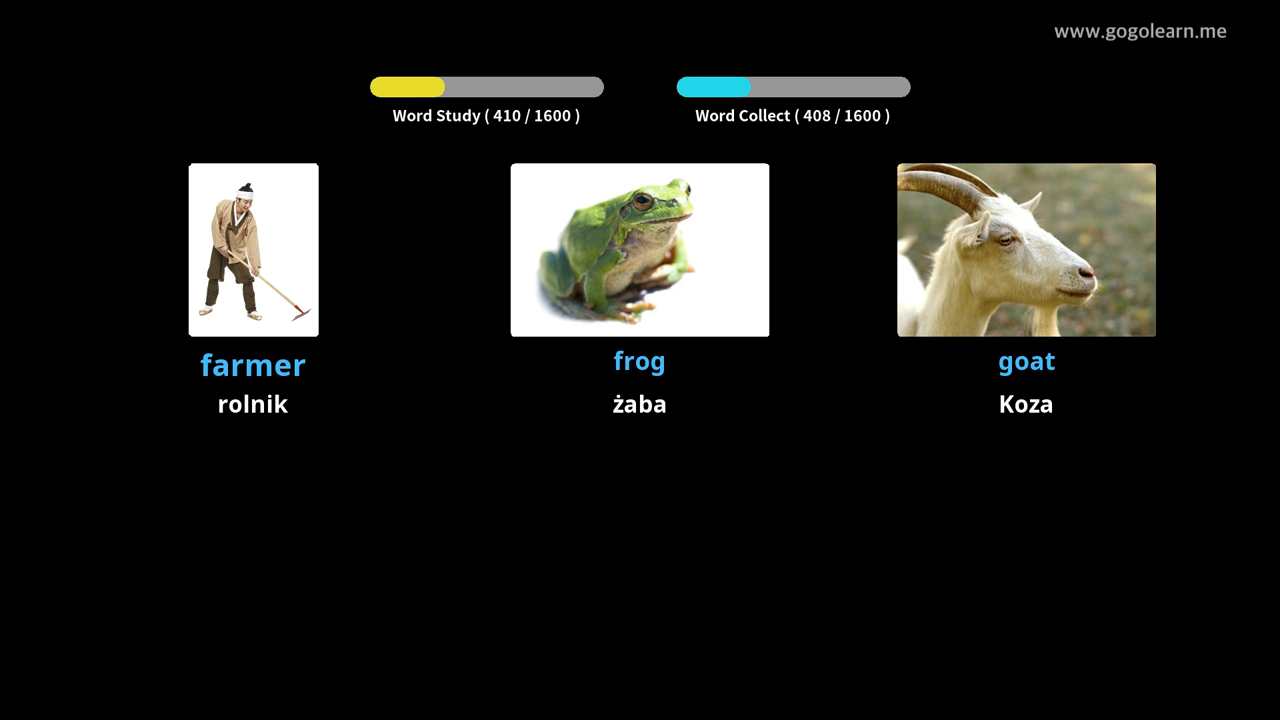 www.gogolearn.me
Word Study ( 410 / 1600 )
Word Collect ( 408 / 1600 )
farmer
rolnik
frog
żaba
goat
Koza